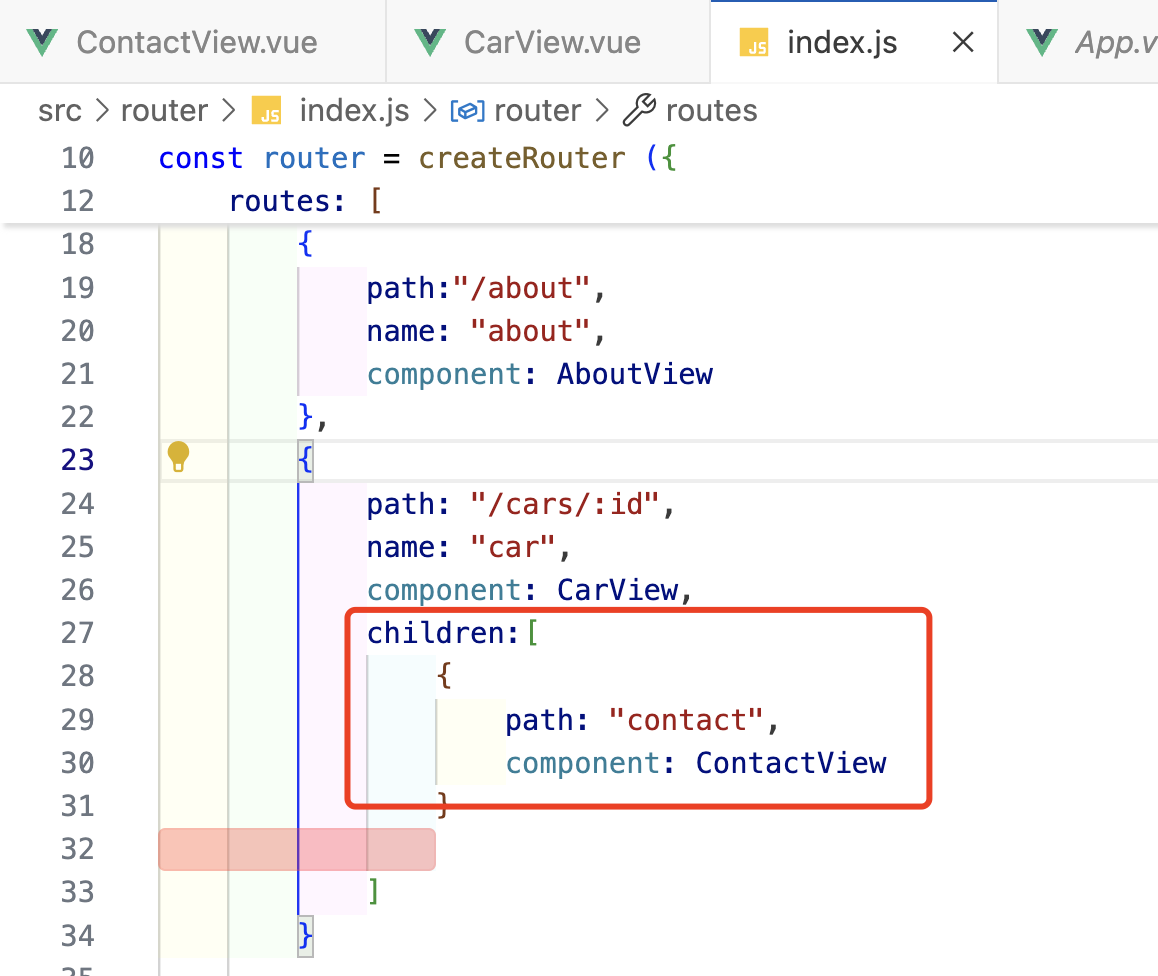 ContactView.vue CarView.vue JS index.js App.v
src > router > JS index.js > router > routes
10 const router = createRouter ({
12 routes: [
18 {
19 path:"/about",
20 name: "about",
21 component: AboutView
22 },
23 {
24 path: "/cars/:id",
25 name: "car",
26 component: CarView,
27 children:[
28 {
29 path: "contact",
30 component: ContactView
31 }
32
33 ]
34 }
35